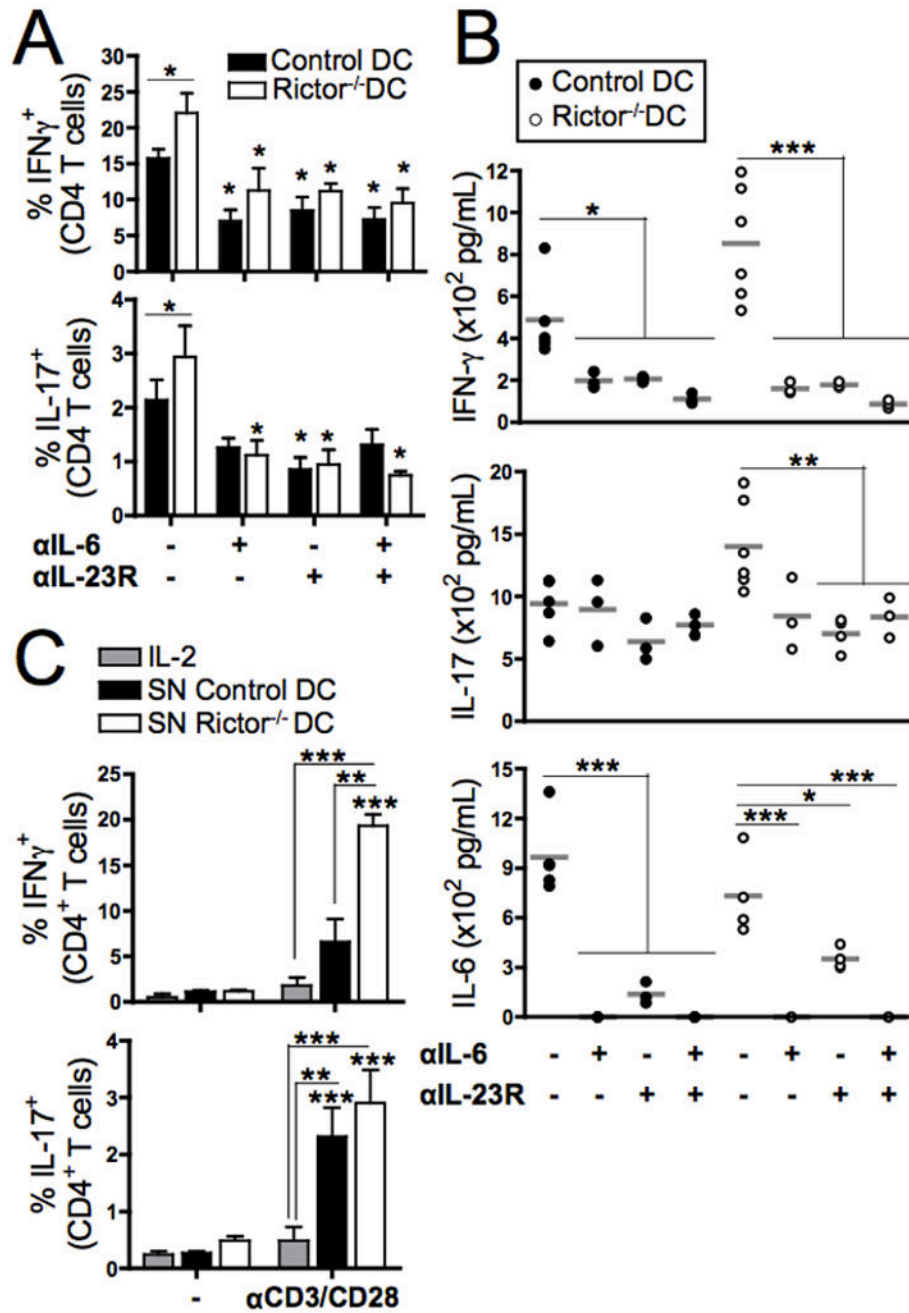 A
Control DC
Rictor-/-DC
% IFNγ+
(CD4 T cells)
30
25
20
15
10
5
0
*
* * * * * *
% IL-17+
(CD4 T cells)
4
3
2
1
0
*
* * * *
αIL-6 - + - +
αIL-23R - - + +
B
Control DC
Rictor-/-DC
IFN-γ (x10² pg/mL)
12
10
8
6
4
2
0
* ***
IL-17 (x10² pg/mL)
20
15
10
5
0
**
IL-6 (x10² pg/mL)
15
12
9
6
3
0
*** ***
*
***
αIL-6 - + - + - + - +
αIL-23R - - + + - - + +
C
IL-2
SN Control DC
SN Rictor-/- DC
% IFNγ+
(CD4+ T cells)
20
15
10
5
0
***
**
***
% IL-17+
(CD4+ T cells)
4
3
2
1
0
***
** ***
***
- αCD3/CD28